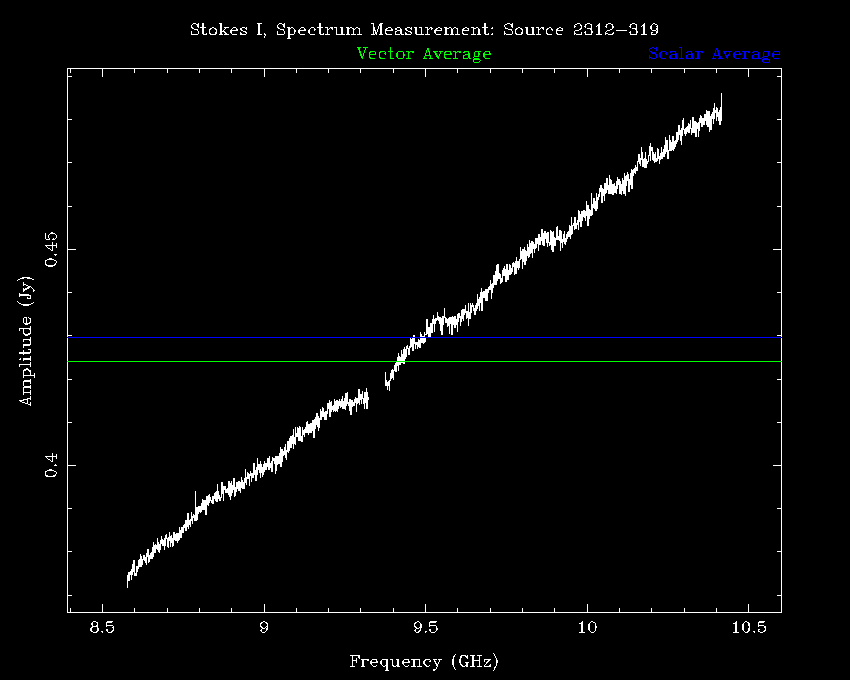 Stokes I, Spectrum Measurement: Source 2312-319
Vector Average Scalar Average
0.45
0.4
Amplitude (Jy)
8.5 9 9.5 10 10.5
Frequency (GHz)